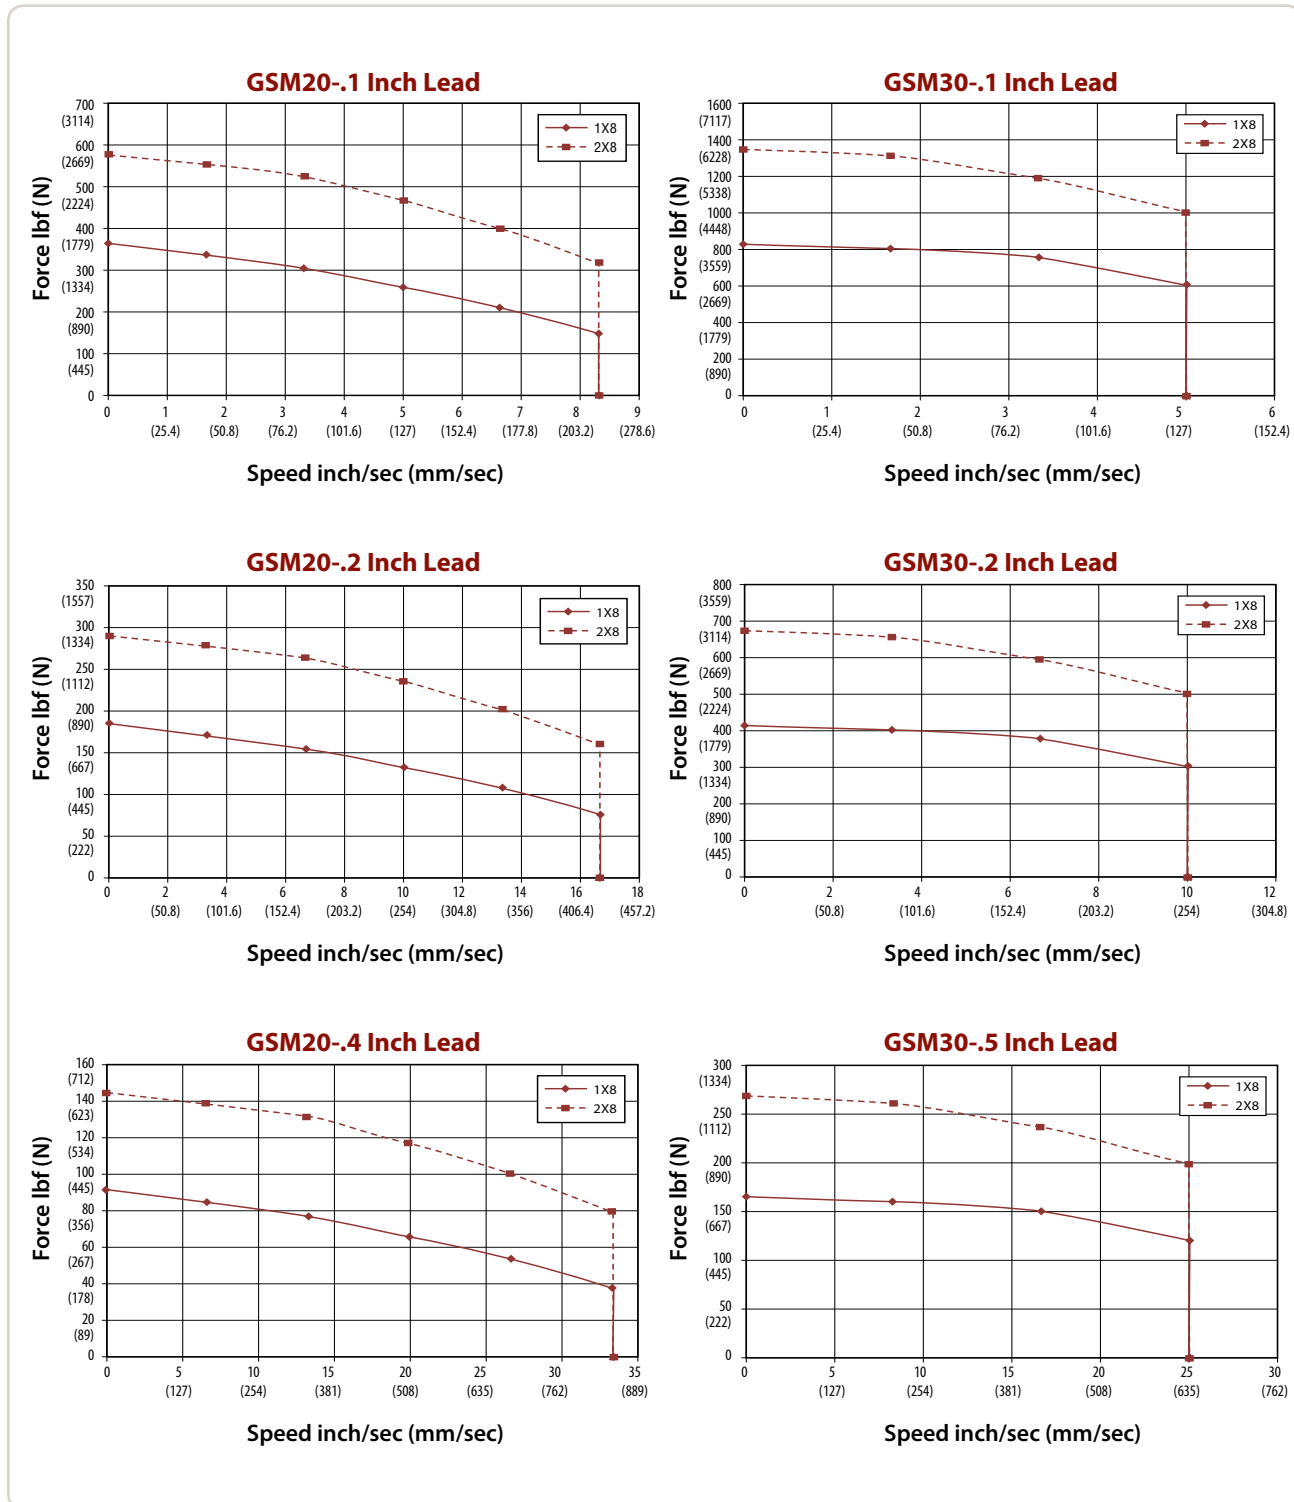 GSM20-.1 Inch Lead
Force lbf (N)
700
(3114)
600
(2669)
500
(2224)
400
(1779)
300
(1334)
200
(890)
100
(445)
0
1X8
2X8
0 1 2 3 4 5 6 7 8 9
(25.4) (50.8) (76.2) (101.6) (127) (152.4) (177.8) (203.2) (278.6)
Speed inch/sec (mm/sec)
GSM30-.1 Inch Lead
Force lbf (N)
1600
(7117)
1400
(6228)
1200
(5338)
1000
(4448)
800
(3559)
600
(2669)
400
(1779)
200
(890)
0
1X8
2X8
0 1 2 3 4 5 6
(25.4) (50.8) (76.2) (101.6) (127) (152.4)
Speed inch/sec (mm/sec)
GSM20-.2 Inch Lead
Force lbf (N)
350
(1557)
300
(1334)
250
(1112)
200
(890)
150
(667)
100
(445)
50
(222)
0
1X8
2X8
0 2 4 6 8 10 12 14 16 18
(50.8) (101.6) (152.4) (203.2) (254) (304.8) (356) (406.4) (457.2)
Speed inch/sec (mm/sec)
GSM30-.2 Inch Lead
Force lbf (N)
800
(3559)
700
(3114)
600
(2669)
500
(2224)
400
(1779)
300
(1334)
200
(890)
100
(445)
0
1X8
2X8
0 2 4 6 8 10 12
(50.8) (101.6) (152.4) (203.2) (254) (304.8)
Speed inch/sec (mm/sec)
GSM20-.4 Inch Lead
Force lbf (N)
160
(712)
140
(623)
120
(534)
100
(445)
80
(356)
60
(267)
40
(178)
20
(89)
0
1X8
2X8
0 5 10 15 20 25 30 35
(127) (254) (381) (508) (635) (762) (889)
Speed inch/sec (mm/sec)
GSM30-.5 Inch Lead
Force lbf (N)
300
(1334)
250
(1112)
200
(890)
150
(667)
100
(445)
50
(222)
0
1X8
2X8
0 5 10 15 20 25 30
(127) (254) (381) (508) (635) (762)
Speed inch/sec (mm/sec)